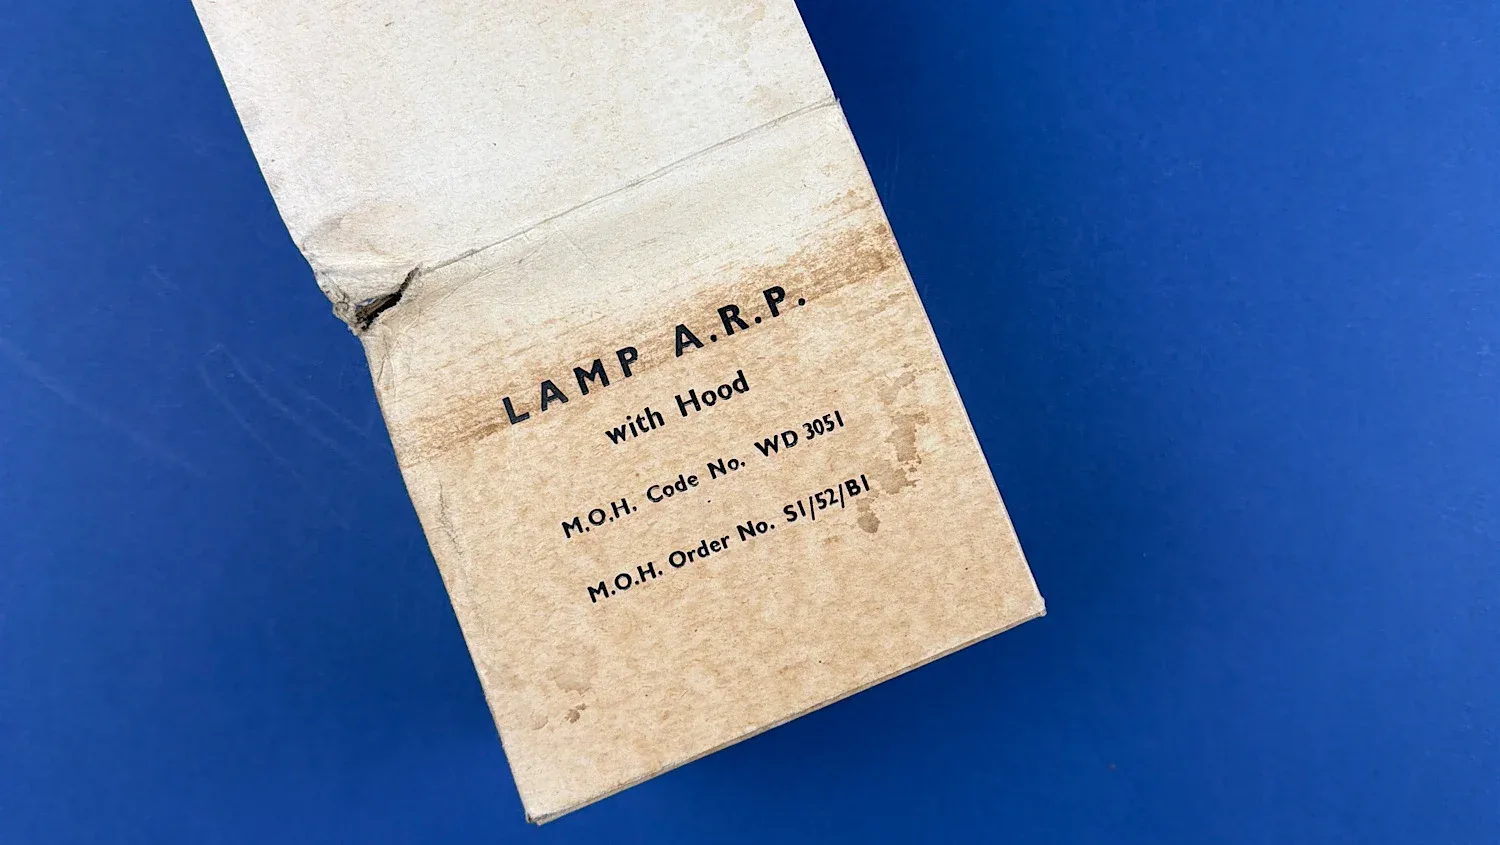 LAMP A.R.P.
with Hood
M.O.H. Code No. WD 3051
M.O.H. Order No. S1/52/B1